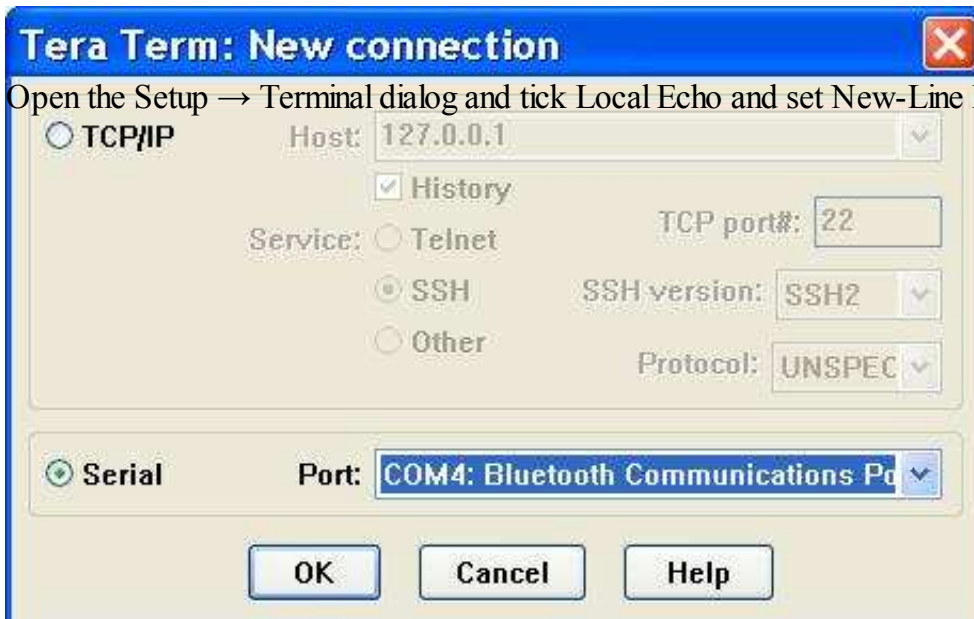 Tera Term: New connection
Open the Setup → Terminal dialog and tick Local Echo and set New-Line
TCP/IP Host: 127.0.0.1
History
Service: Telnet TCP port#: 22
SSH SSH version: SSH2
Other Protocol: UNSPEC
Serial Port: COM4: Bluetooth Communications Po
OK Cancel Help